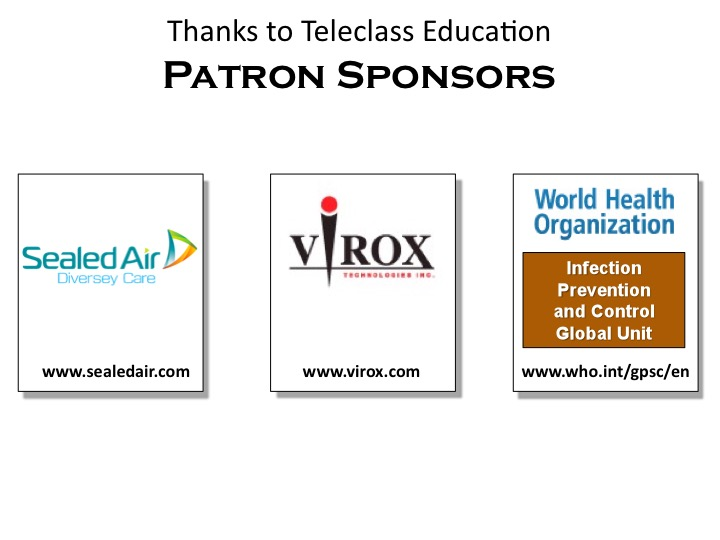 Thanks to Teleclass Education
PATRON SPONSORS
Sealed Air
Diversey Care
www.sealedair.com
VIROX
TECHNOLOGIES INC.
www.virox.com
World Health
Organization
Infection
Prevention
and Control
Global Unit
www.who.int/gpsc/en